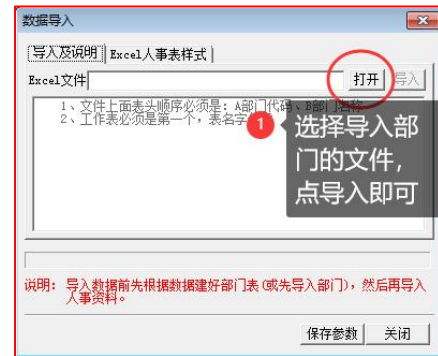 数据导入
导入及说明 Excel人事表样式
Excel文件 打开 导入
1、文件上面表头顺序必须是：A部门代码、B部门名称
2、工作表必须是第一个，表名字
1 选择导入部
门的文件，
点导入即可
说明： 导入数据前先根据数据建好部门表(或先导入部门)，然后再导入
人事资料。
保存参数 关闭